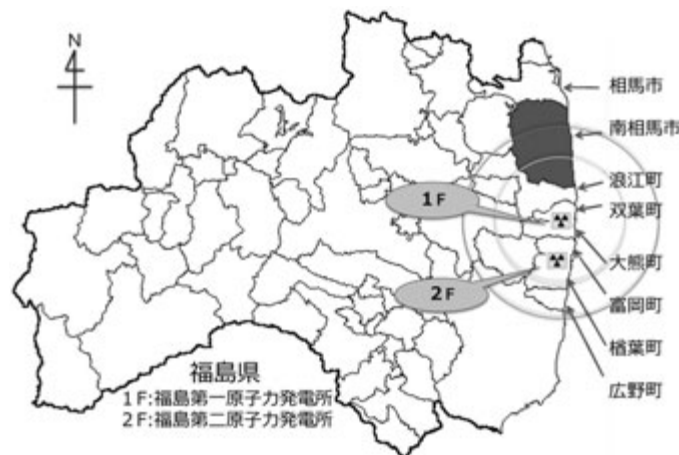 N
相馬市
南相馬市
浪江町
1F
双葉町
大熊町
2F
富岡町
楢葉町
広野町
福島県
1F:福島第一原子力発電所
2F:福島第二原子力発電所